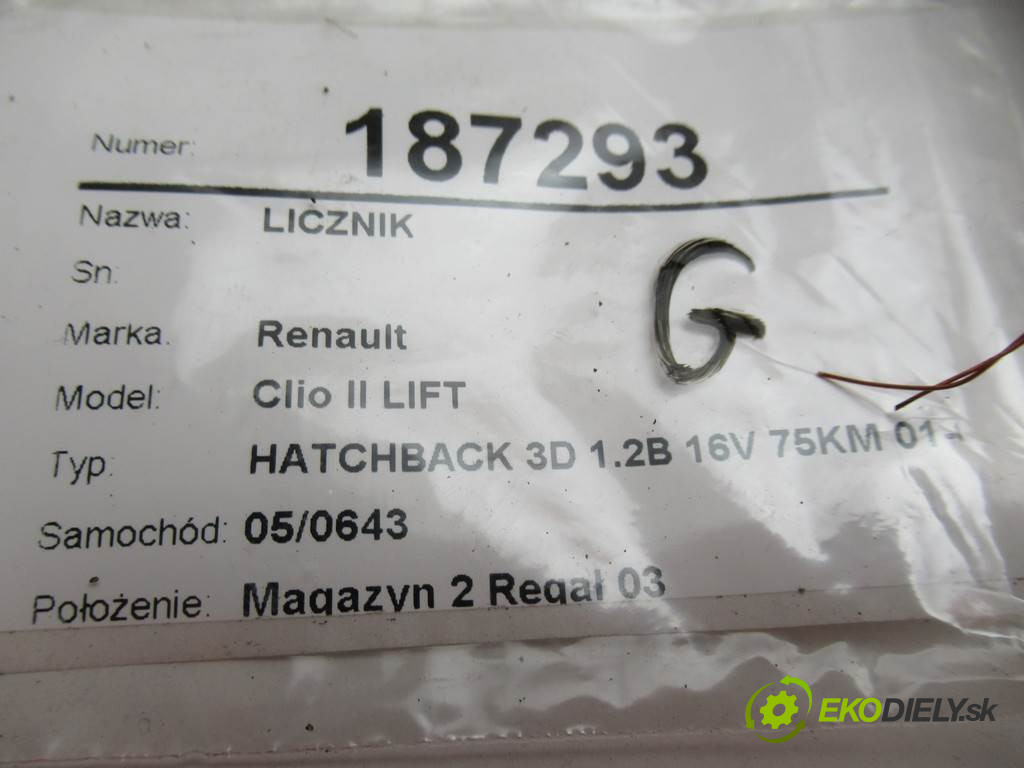 Numer: 187293
Nazwa: LICZNIK
Sn:
G
Marka: Renault
Model: Clio II LIFT
Typ: HATCHBACK 3D 1.2B 16V 75KM 01-
Samochód: 05/0643
Położenie: Magazyn 2 Regał 03
EKODIELY.sk